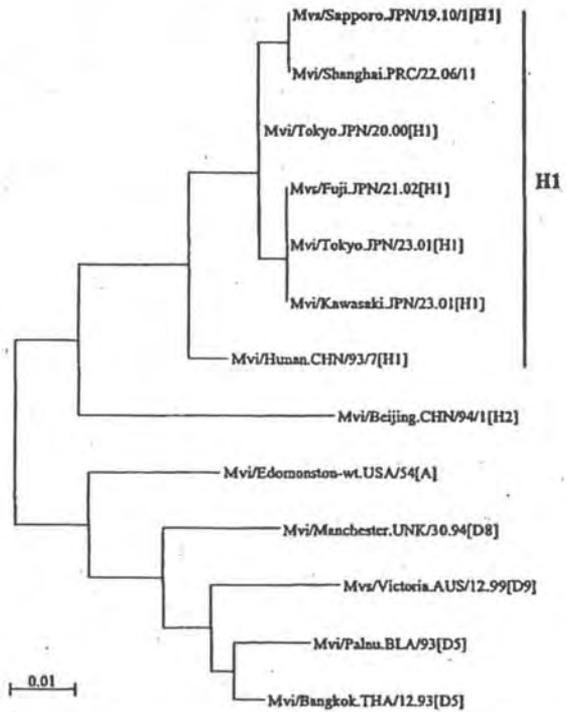 Mvs/Sapporo.JPN/19.10/1[H1]
Mvi/Shanghai.PRC/22.06/11
Mvi/Tokyo.JPN/20.00[H1]
Mvs/Fuji.JPN/21.02[H1]
H1
Mvi/Tokyo.JPN/23.01[H1]
Mvi/Kawasaki.JPN/23.01[H1]
Mvi/Hunan.CHN/93/7[H1]
Mvi/Beijing.CHN/94/1[H2]
Mvi/Edomonston-wt.USA/54[A]
Mvi/Manchester.UNK/30.94[D8]
Mvs/Victoria.AUS/12.99[D9]
Mvi/Palau.BLA/93[D5]
0.01
Mvi/Bangkok.THA/12.93[D5]